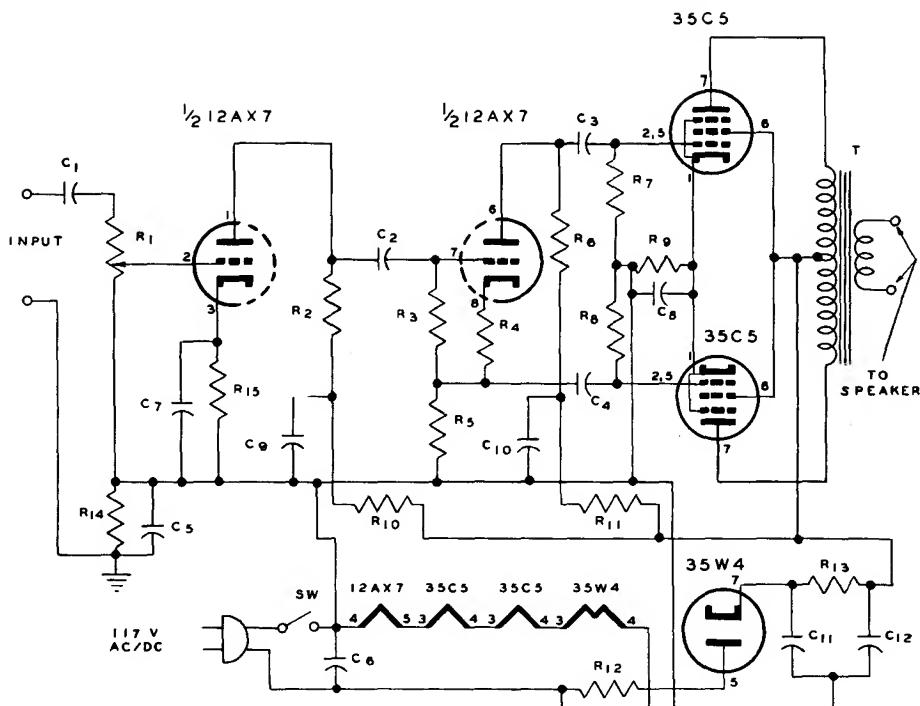 35C5
7
6
2,5
1
½ 12AX7
½ 12AX7
C1
C3
T
INPUT
R1
1
2
3
C2
6
7
8
R7
R6
R9
C8
R2
R3
R4
R8
35C5
1
2,5
6
7
TO
SPEAKER
C7
R15
C9
R5
C4
C10
R14
C5
R10
R11
35W4
7
R13
117 V
AC/DC
SW
12AX7
35C5
35C5
35W4
4
5
3
4
4
3
3
4
C6
R12
5
C11
C12